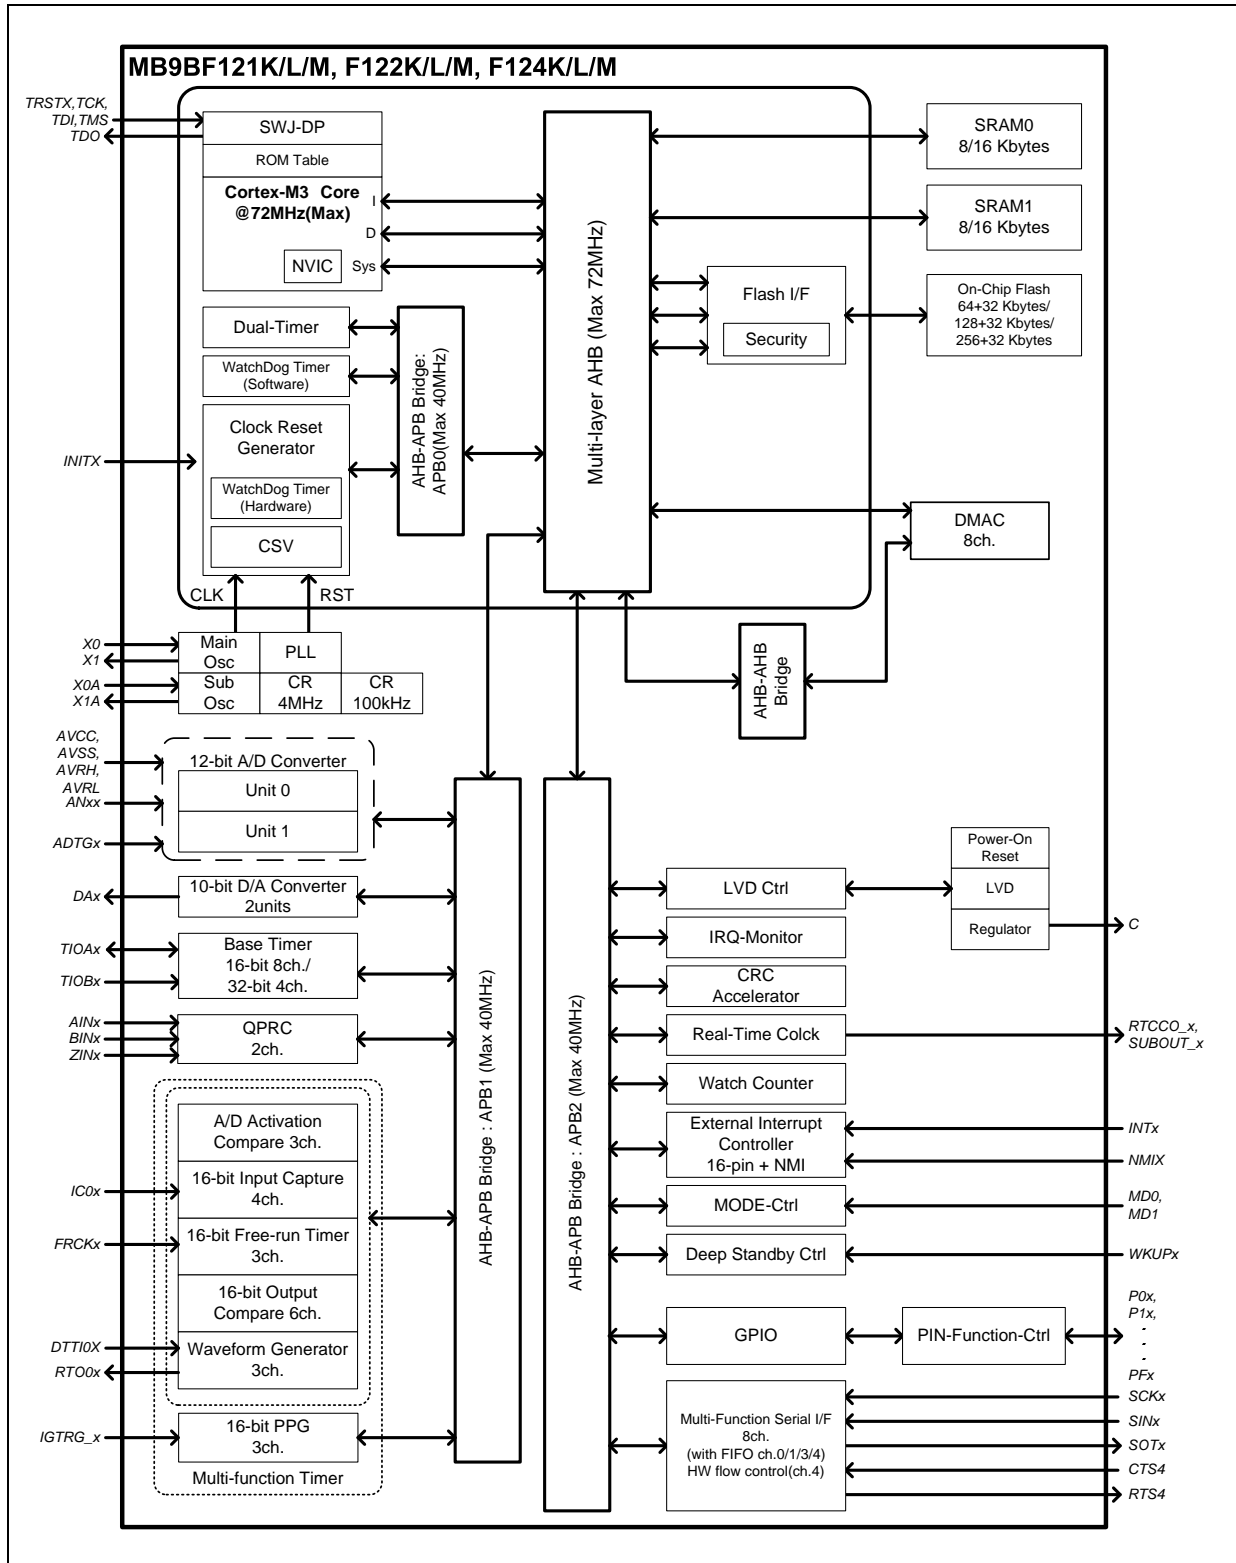 MB9BF121K/L/M, F122K/L/M, F124K/L/M
TRSTX,TCK,
TDI,TMS
TDO
SWJ-DP
ROM Table
Cortex-M3 Core
@72MHz(Max)
I
D
Sys
NVIC
Dual-Timer
WatchDog Timer
(Software)
Clock Reset
Generator
INITX
WatchDog Timer
(Hardware)
CSV
CLK
RST
AHB-APB Bridge:
APB0(Max 40MHz)
Multi-layer AHB (Max 72MHz)
SRAM0
8/16 Kbytes
SRAM1
8/16 Kbytes
Flash I/F
Security
On-Chip Flash
64+32 Kbytes/
128+32 Kbytes/
256+32 Kbytes
DMAC
8ch.
AHB-AHB
Bridge
X0
X1
Main
Osc
PLL
X0A
X1A
Sub
Osc
CR
4MHz
CR
100kHz
AVCC,
AVSS,
AVRH,
AVRL
ANxx
ADTGx
12-bit A/D Converter
Unit 0
Unit 1
DAx
10-bit D/A Converter
2units
TIOAx
TIOBx
Base Timer
16-bit 8ch./
32-bit 4ch.
AINx
BINx
ZINx
QPRC
2ch.
A/D Activation
Compare 3ch.
IC0x
16-bit Input Capture
4ch.
FRCKx
16-bit Free-run Timer
3ch.
16-bit Output
Compare 6ch.
DTTI0X
RTO0x
Waveform Generator
3ch.
IGTRG_x
16-bit PPG
3ch.
Multi-function Timer
AHB-APB Bridge : APB1 (Max 40MHz)
AHB-APB Bridge : APB2 (Max 40MHz)
LVD Ctrl
Power-On
Reset
LVD
Regulator
C
IRQ-Monitor
CRC
Accelerator
Real-Time Colck
RTCCO_x,
SUBOUT_x
Watch Counter
External Interrupt
Controller
16-pin + NMI
INTx
NMIX
MODE-Ctrl
MD0,
MD1
Deep Standby Ctrl
WKUPx
GPIO
PIN-Function-Ctrl
P0x,
P1x,
.
.
.
PFx
Multi-Function Serial I/F
8ch.
(with FIFO ch.0/1/3/4)
HW flow control(ch.4)
SCKx
SINx
SOTx
CTS4
RTS4